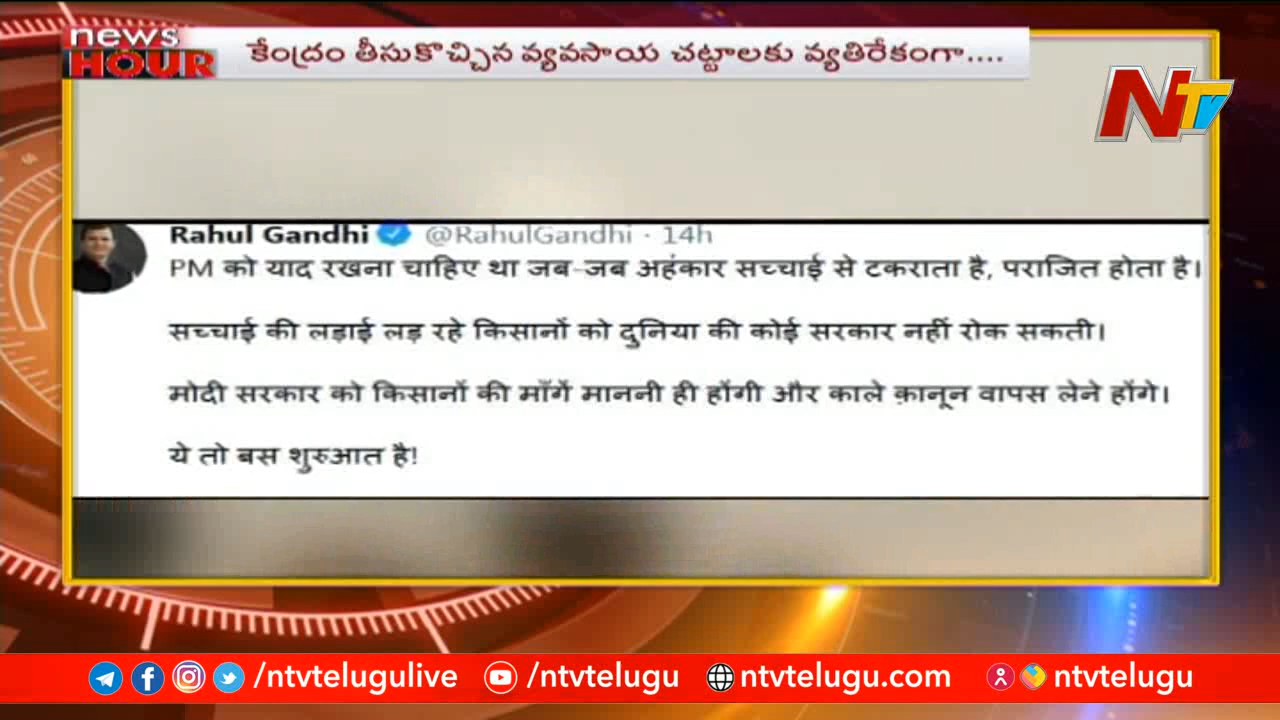 news
HOUR
కేంద్రం తీసుకొచ్చిన వ్యవసాయ చట్టాలకు వ్యతిరేకంగా....
NTV
Rahul Gandhi @RahulGandhi · 14h
PM को याद रखना चाहिए था जब-जब अहंकार सच्चाई से टकराता है, पराजित होता है।
सच्चाई की लड़ाई लड़ रहे किसानों को दुनिया की कोई सरकार नहीं रोक सकती।
मोदी सरकार को किसानों की माँगें माननी ही होंगी और काले क़ानून वापस लेने होंगे।
ये तो बस शुरुआत है!
/ntvtelugulive /ntvtelugu ntvtelugu.com ntvtelugu